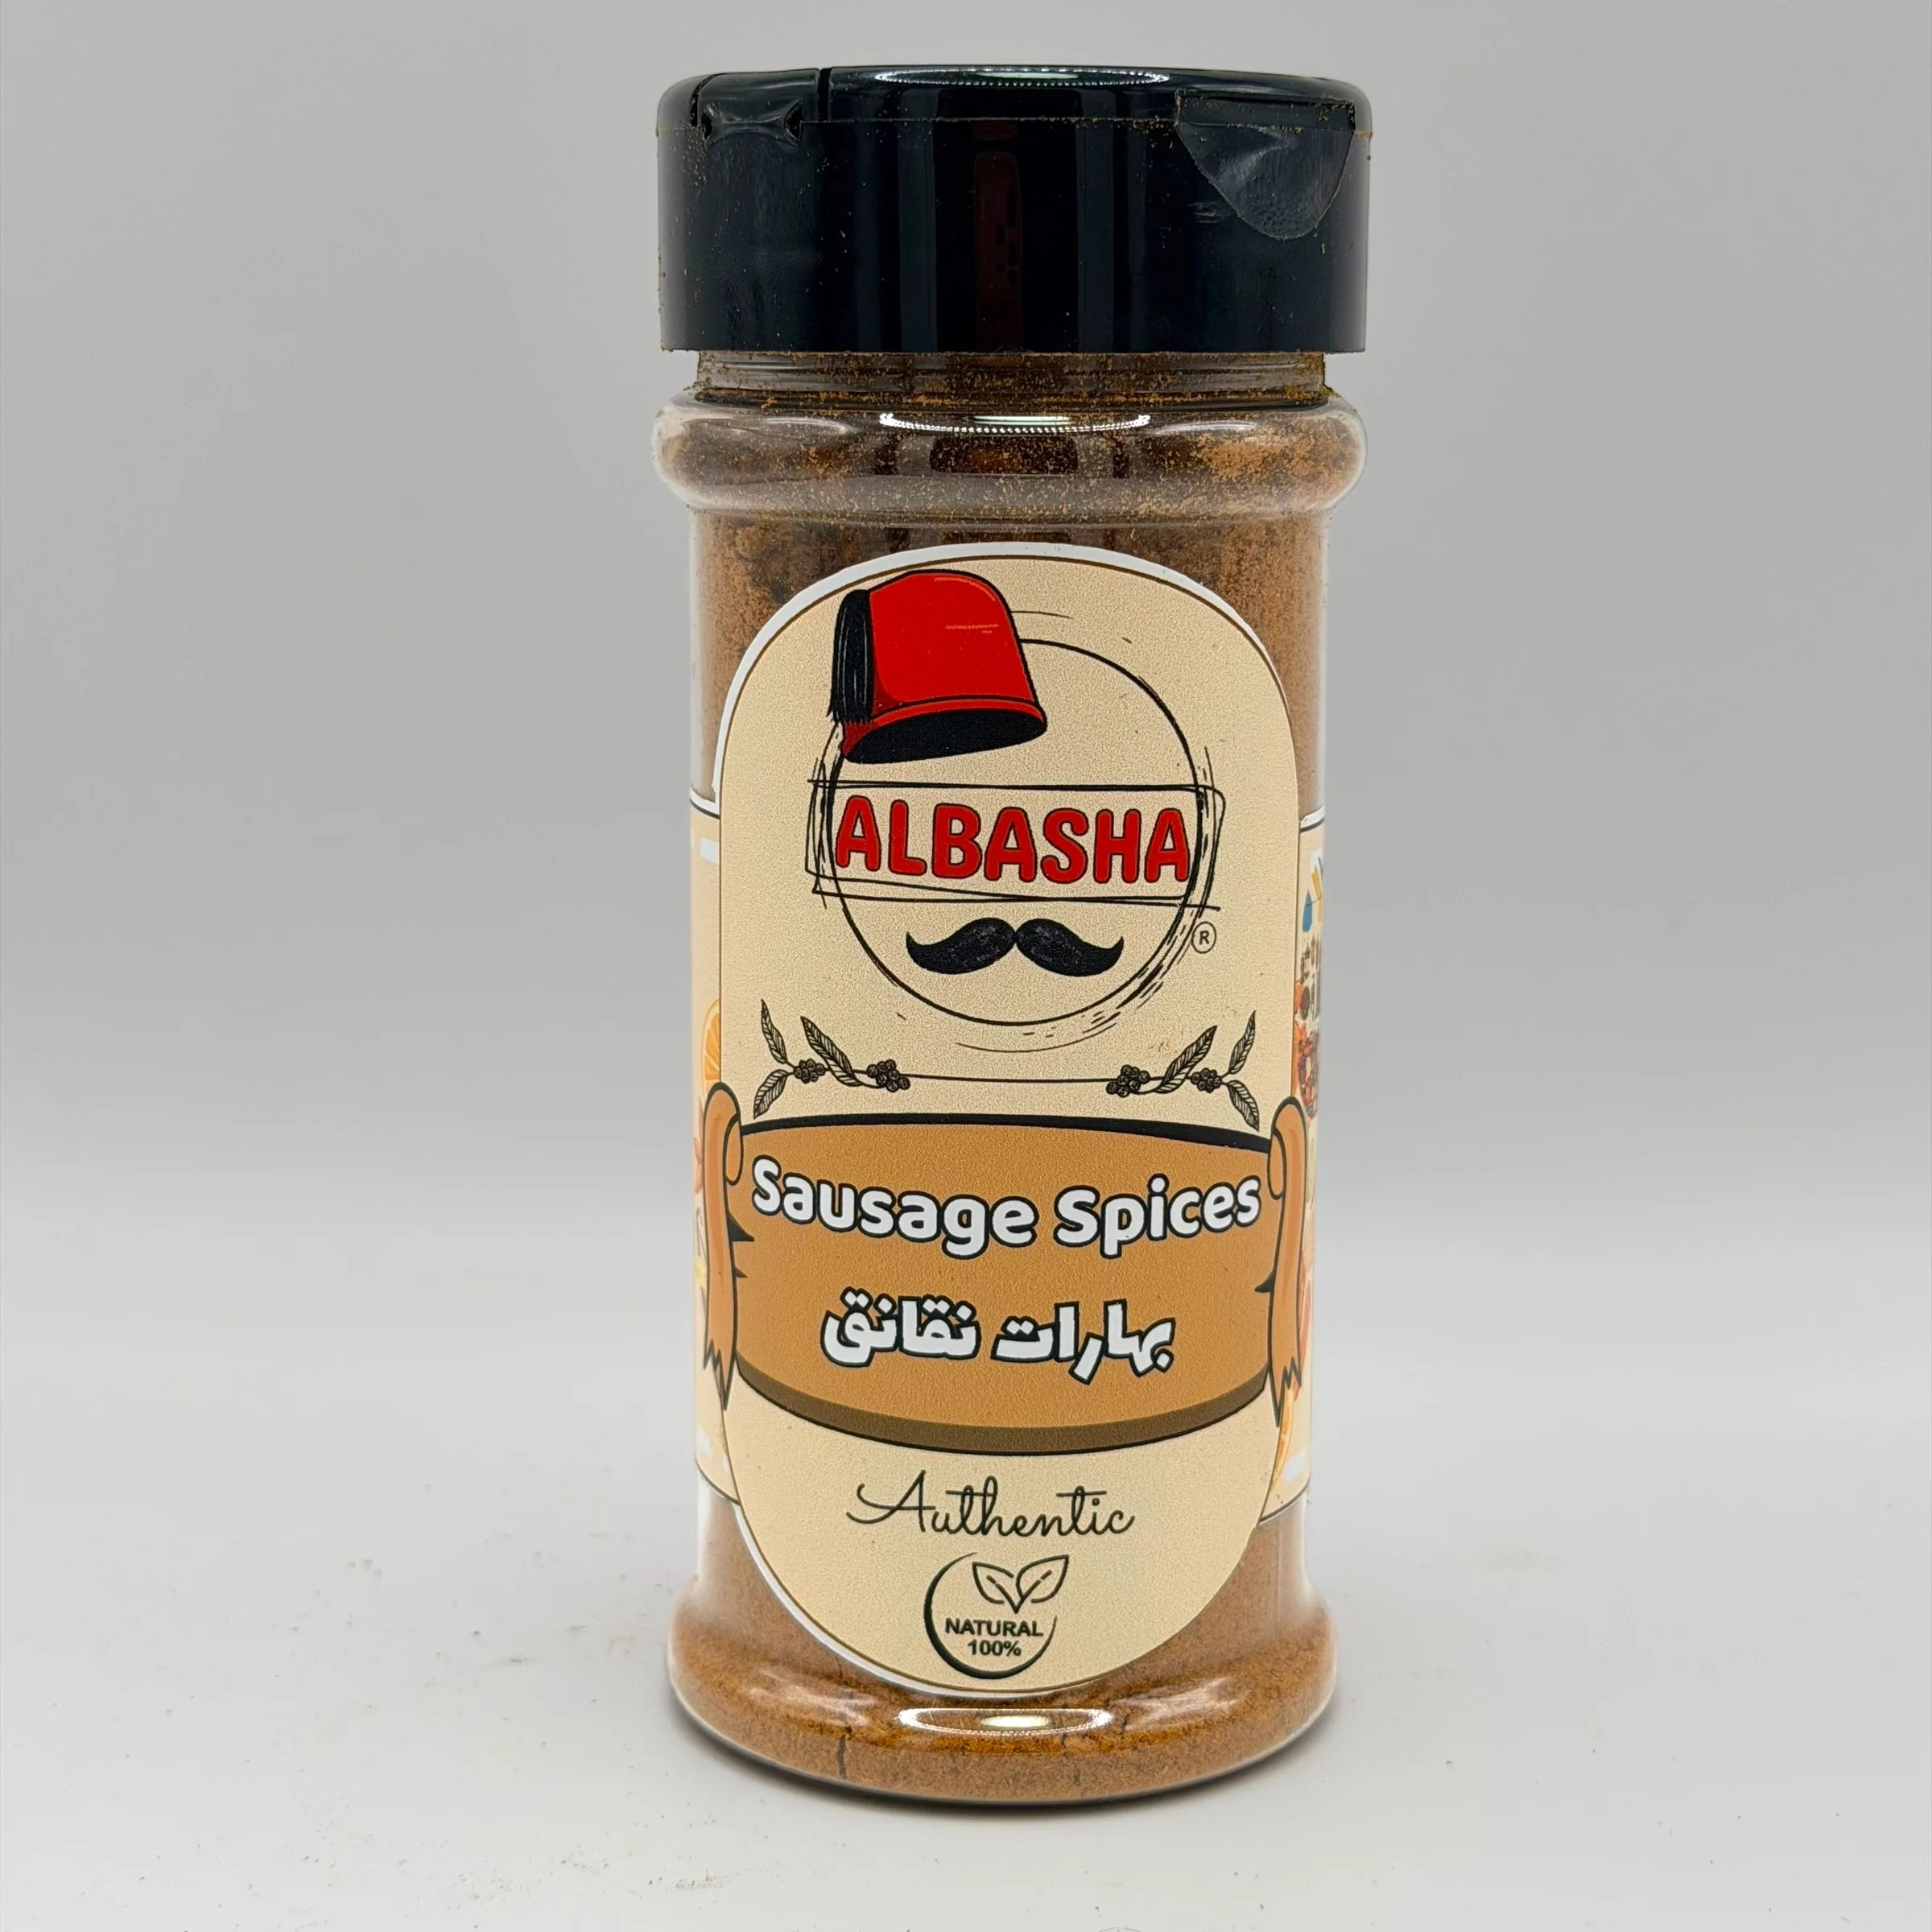 ALBASHA
®
Sausage Spices
بهارات نقانق
Authentic
NATURAL
100%